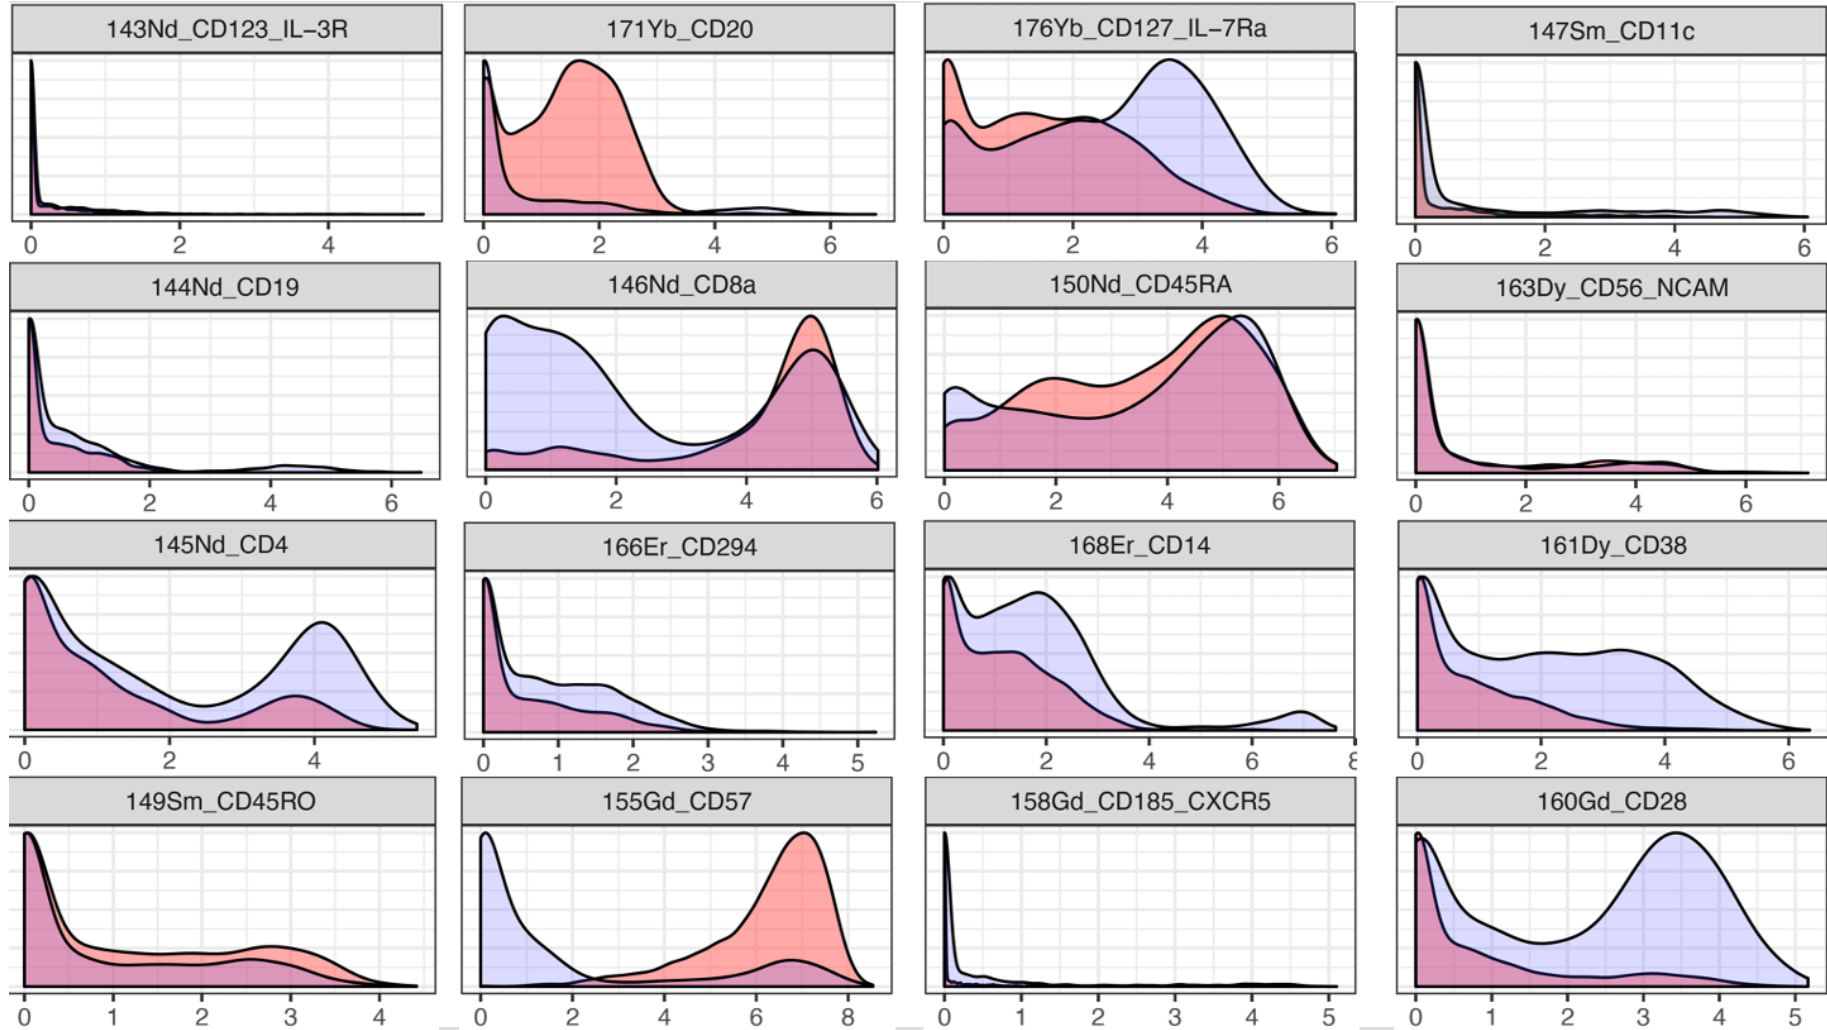 143Nd_CD123_IL−3R
171Yb_CD20
176Yb_CD127_IL−7Ra
147Sm_CD11c
0 2 4
0 2 4 6
0 2 4 6
0 2 4 6
144Nd_CD19
146Nd_CD8a
150Nd_CD45RA
163Dy_CD56_NCAM
0 2 4 6
0 2 4 6
0 2 4 6
0 2 4 6
145Nd_CD4
166Er_CD294
168Er_CD14
161Dy_CD38
0 2 4
0 1 2 3 4 5
0 2 4 6 8
0 2 4 6
149Sm_CD45RO
155Gd_CD57
158Gd_CD185_CXCR5
160Gd_CD28
0 1 2 3 4
0 2 4 6 8
0 1 2 3 4 5
0 1 2 3 4 5